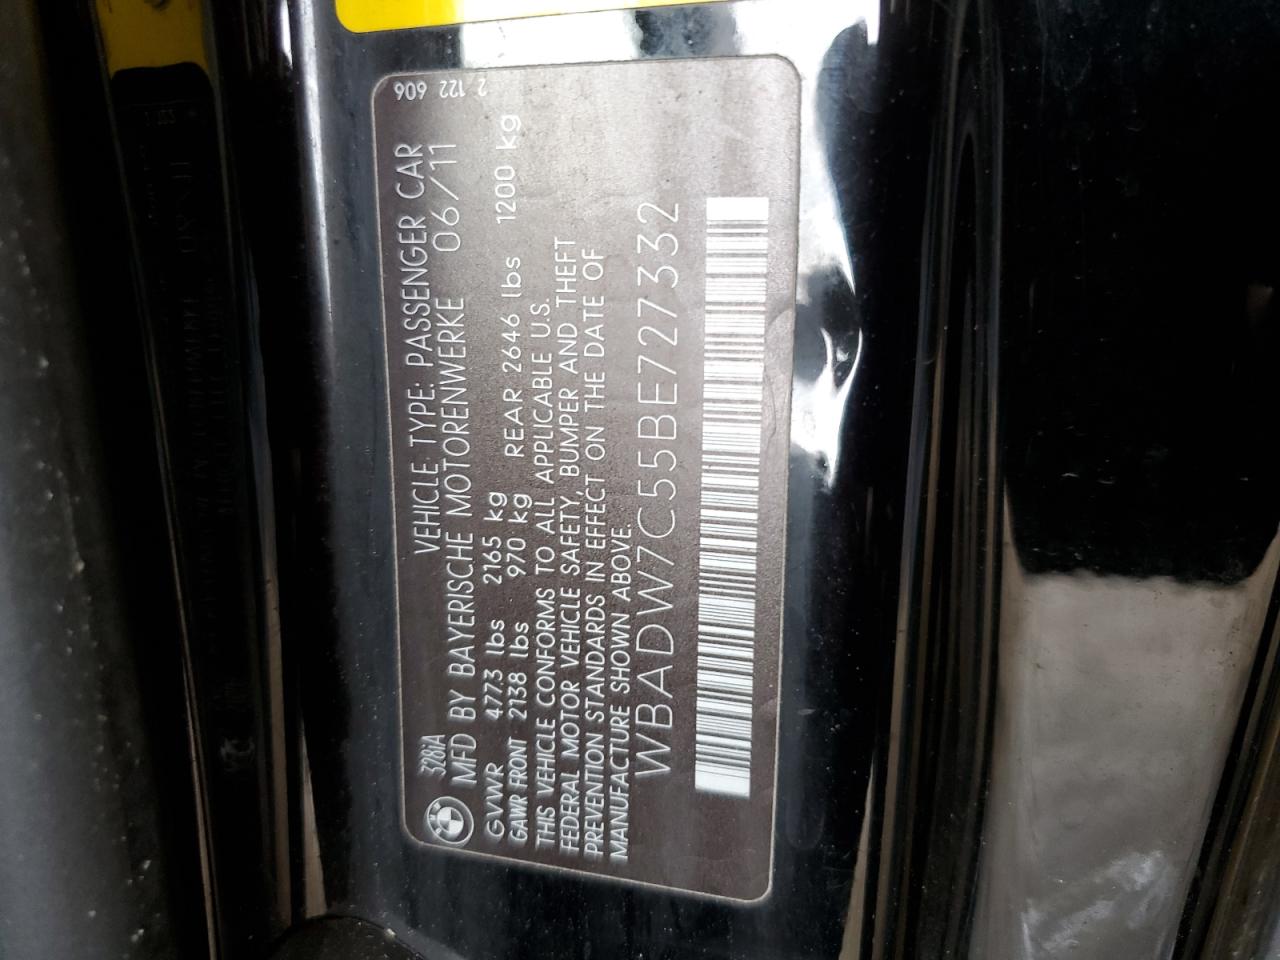 2 122 606
328iA VEHICLE TYPE: PASSENGER CAR
MFD BY BAYERISCHE MOTORENWERKE 06/11
GVWR 4773 lbs 2165 kg
GAWR FRONT 2138 lbs 970 kg REAR 2646 lbs 1200 kg
THIS VEHICLE CONFORMS TO ALL APPLICABLE U.S.
FEDERAL MOTOR VEHICLE SAFETY, BUMPER AND THEFT
PREVENTION STANDARDS IN EFFECT ON THE DATE OF
MANUFACTURE SHOWN ABOVE.
WBADW7C55BE727332